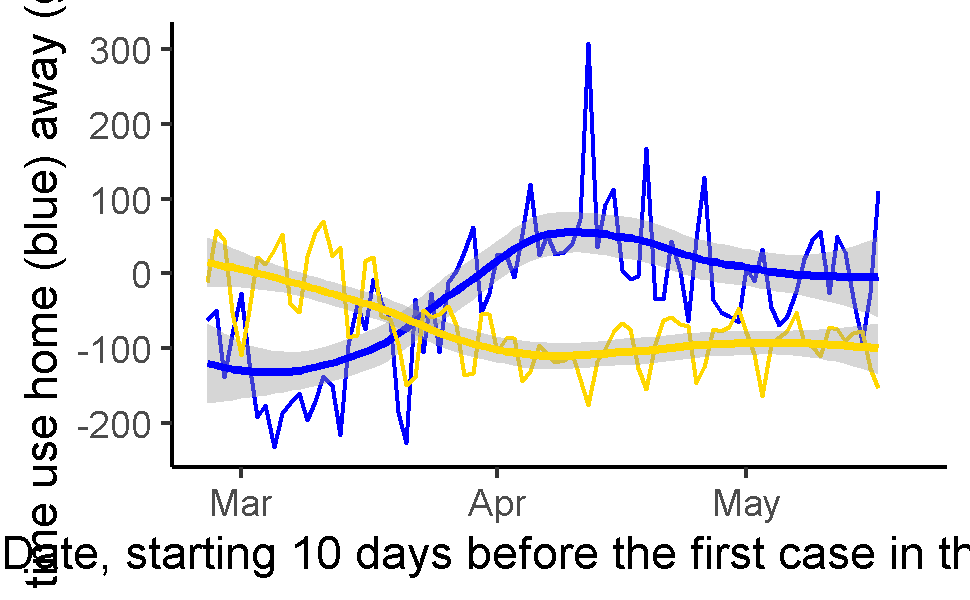 time use home (blue) away (
300
200
100
0
-100
-200
Mar Apr May
Date, starting 10 days before the first case in th